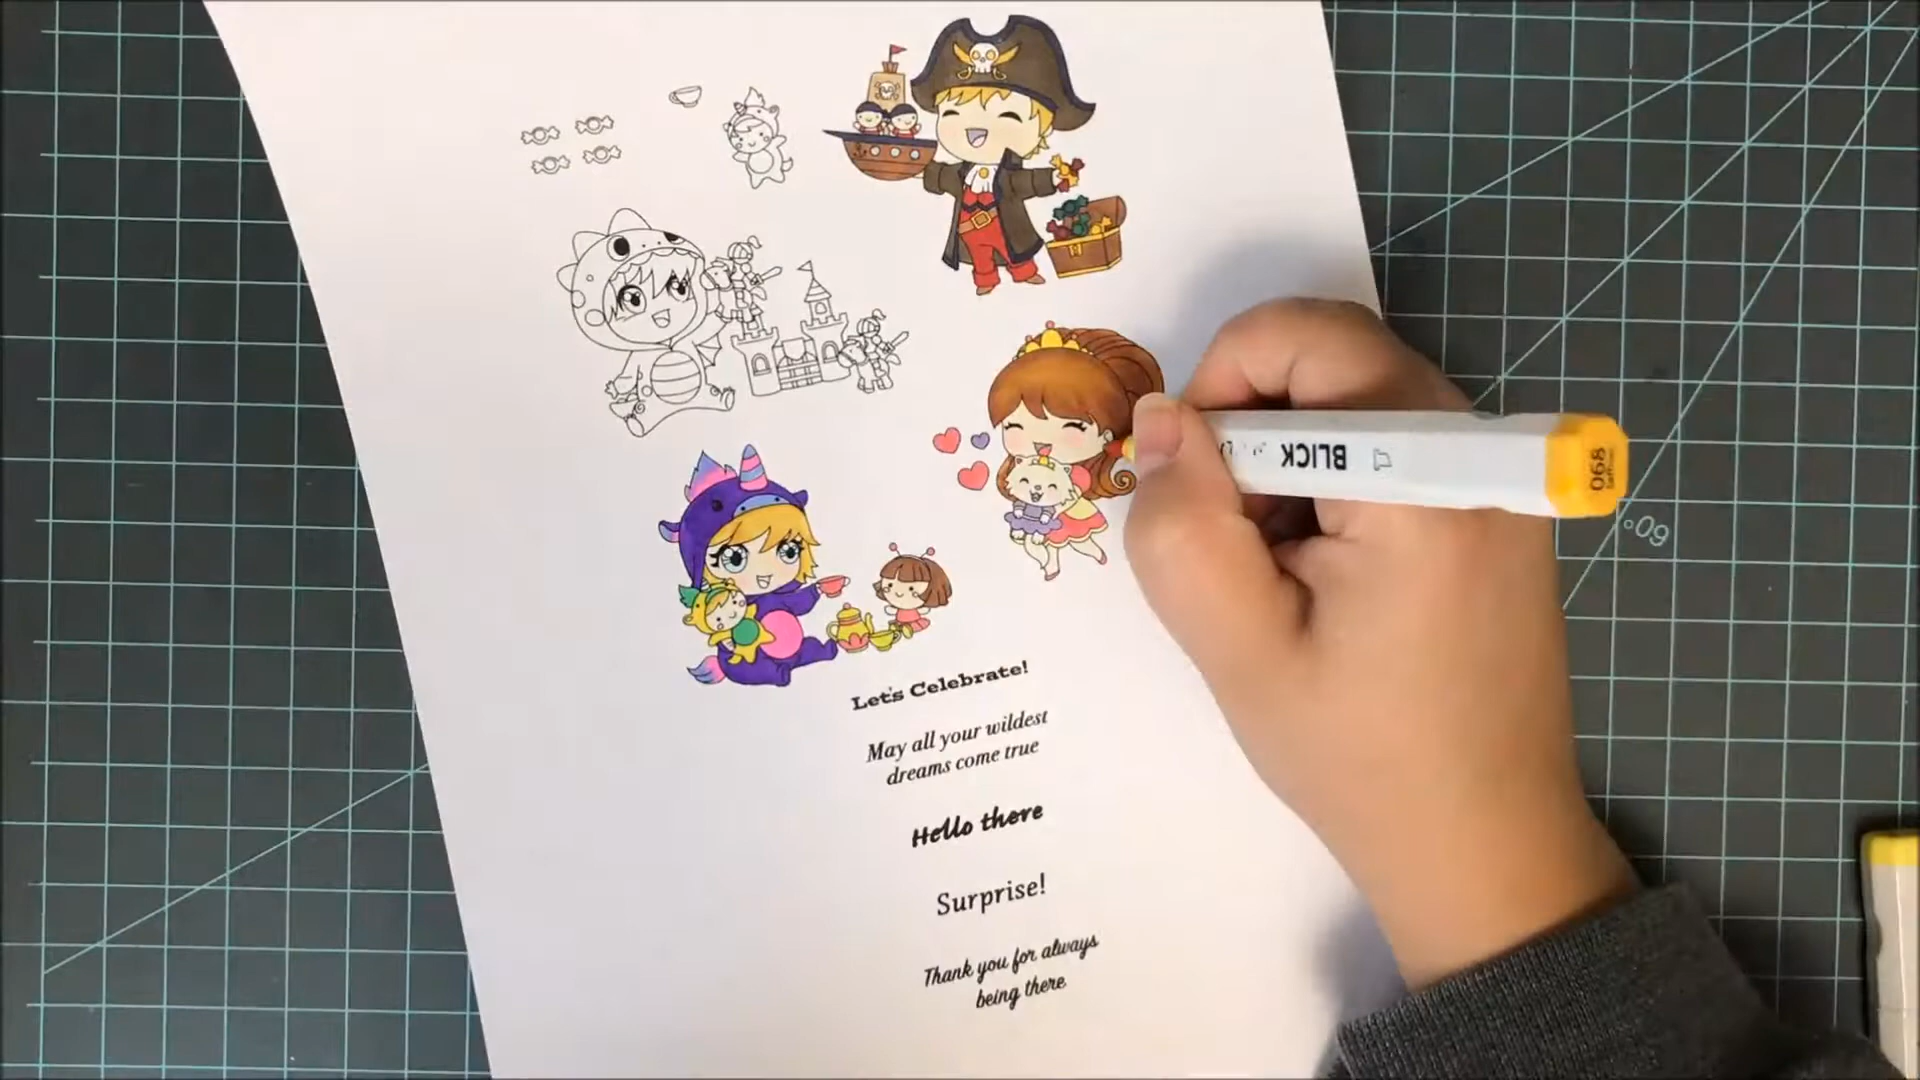 Let's Celebrate!
May all your wildest
dreams come true
Hello there
Surprise!
Thank you for always
being there
BLICK
068
60°